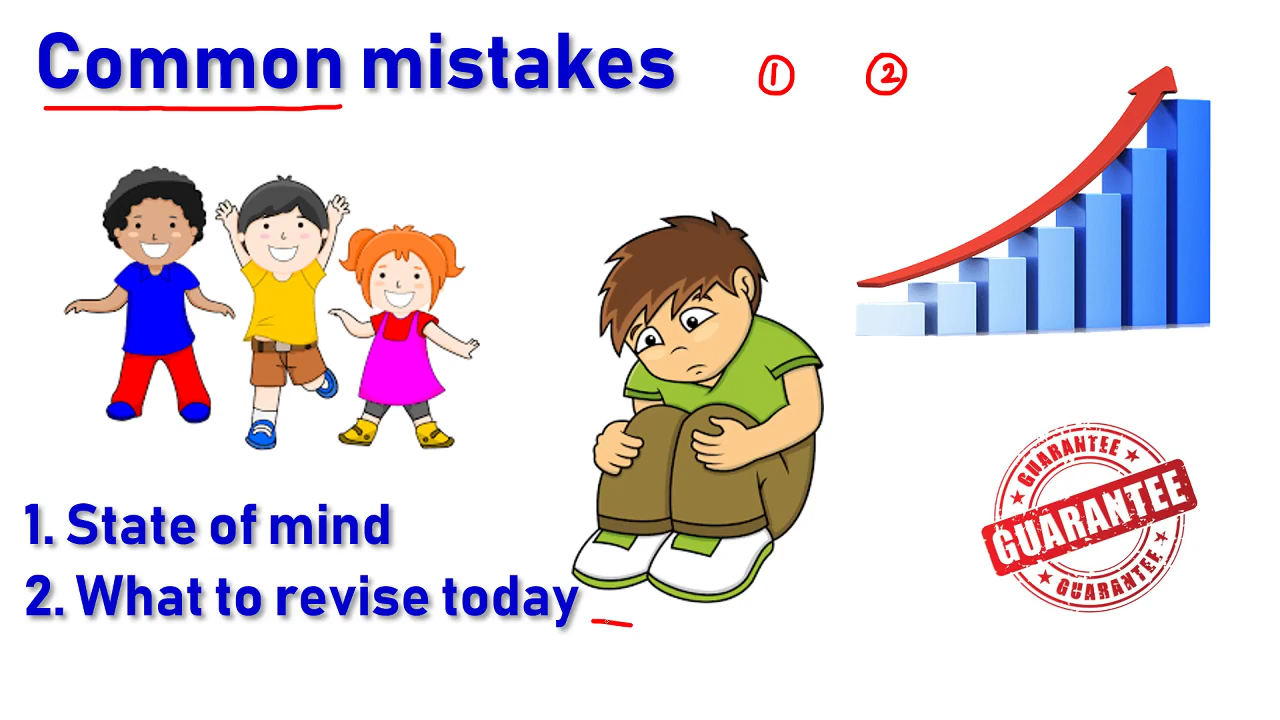 Common mistakes
① ②
1. State of mind
2. What to revise today
GUARANTEE
GUARANTEE
GUARANTEE